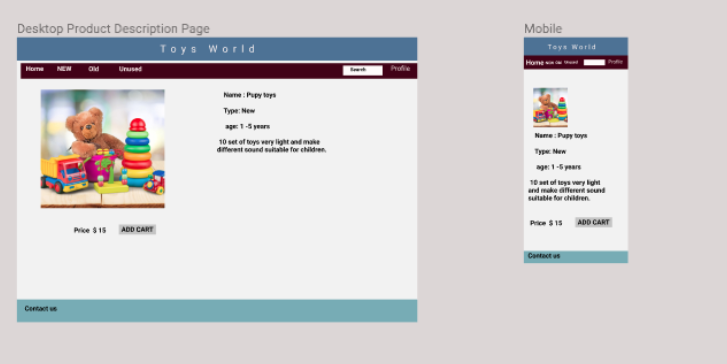 Desktop Product Description Page
Toys World
Home NEW Old Unused Search Profile
Name : Pupy toys
Type: New
age: 1 -5 years
10 set of toys very light and make
different sound suitable for children.
Price $ 15 ADD CART
Contact us
Mobile
Toys World
Home NEW Old Unused Profile
Name : Pupy toys
Type: New
age: 1 -5 years
10 set of toys very light
and make different sound
suitable for children.
Price $ 15 ADD CART
Contact us